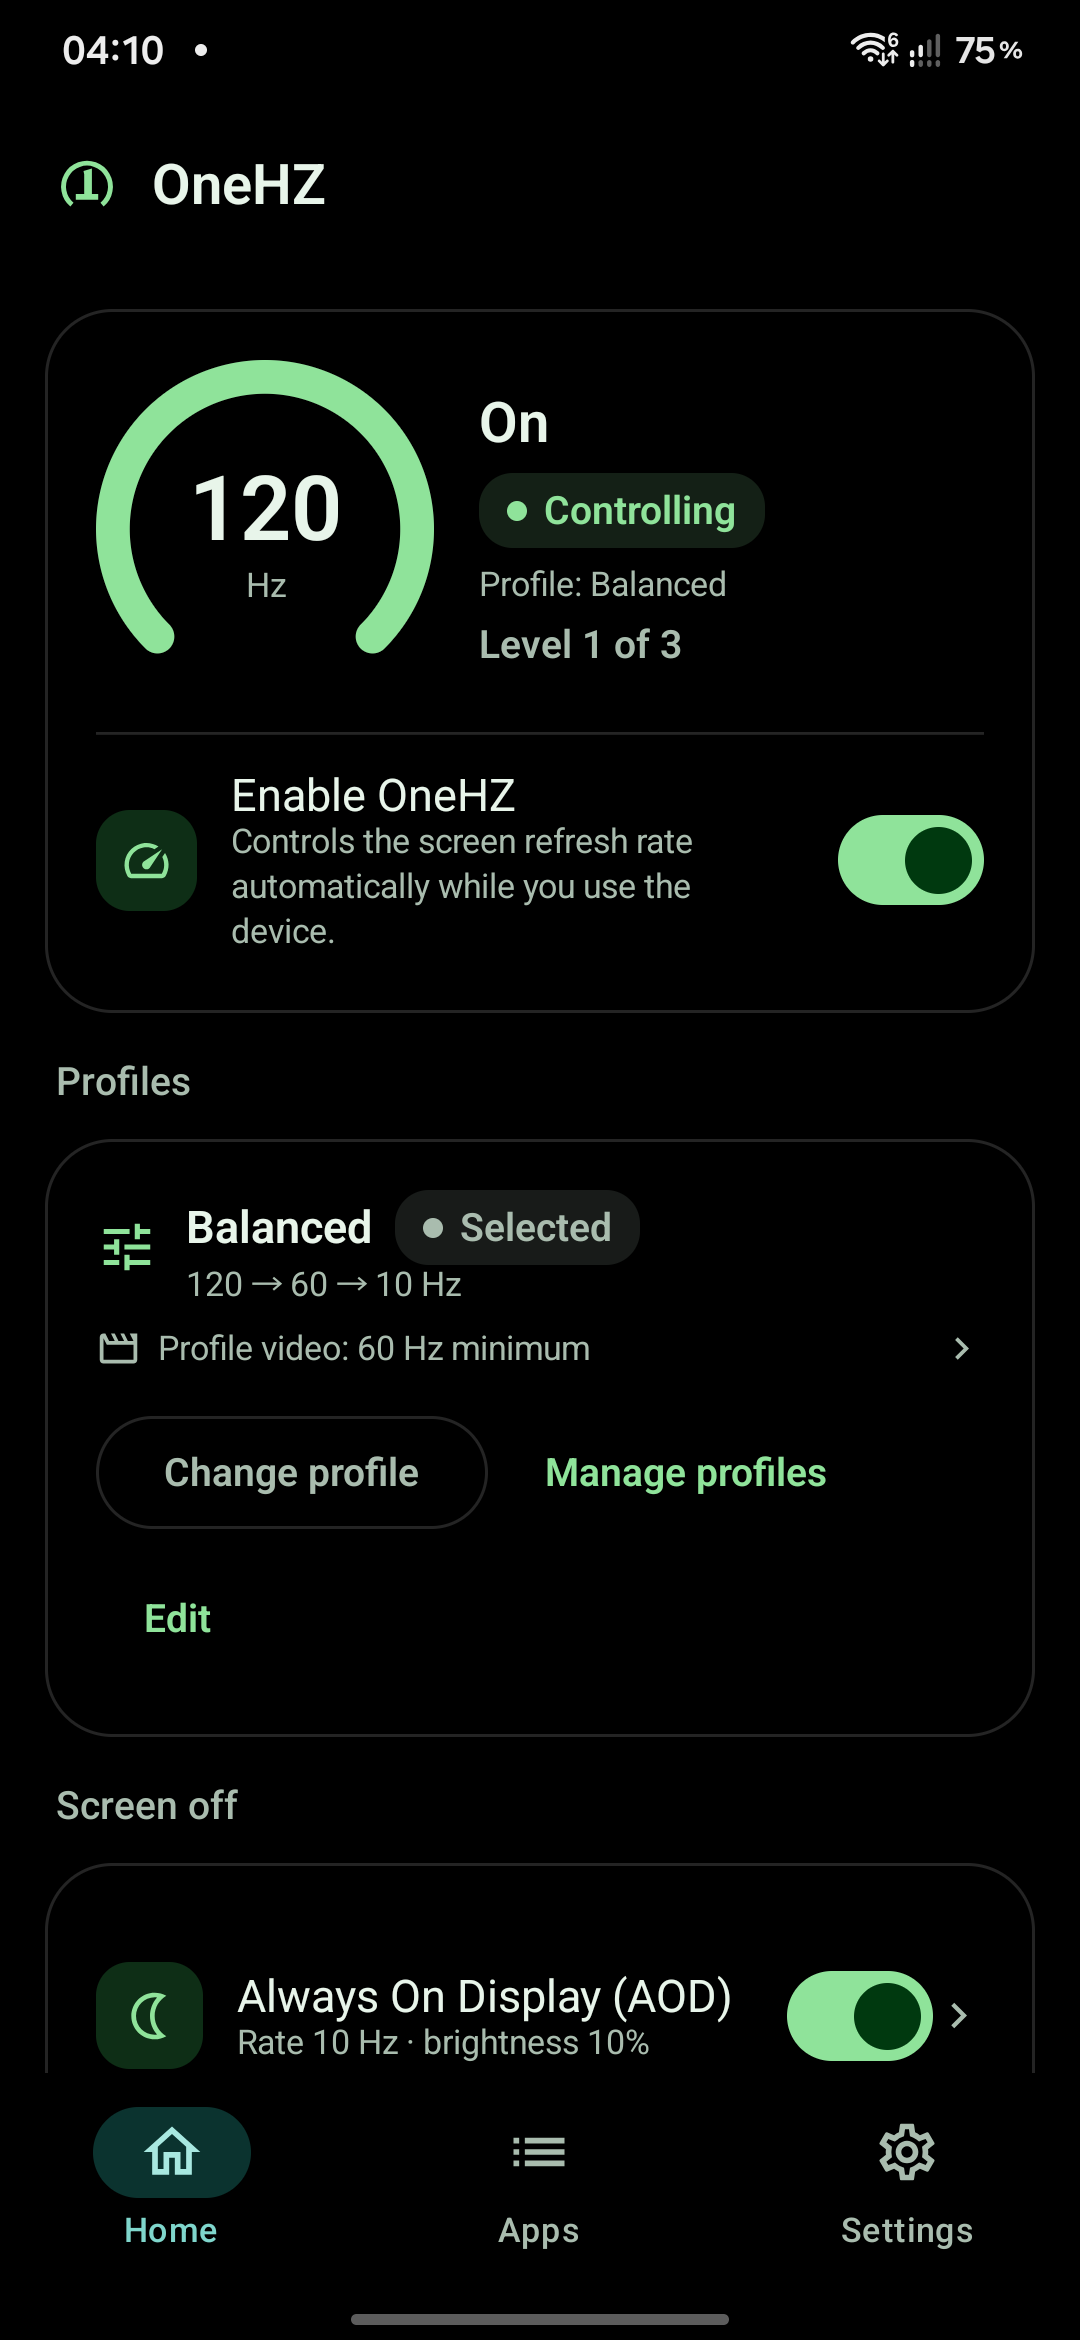 04:10
75%
OneHZ
120
Hz
On
Controlling
Profile: Balanced
Level 1 of 3
Enable OneHZ
Controls the screen refresh rate
automatically while you use the
device.
Profiles
Balanced
Selected
120 → 60 → 10 Hz
Profile video: 60 Hz minimum
Change profile
Manage profiles
Edit
Screen off
Always On Display (AOD)
Rate 10 Hz · brightness 10%
Home
Apps
Settings